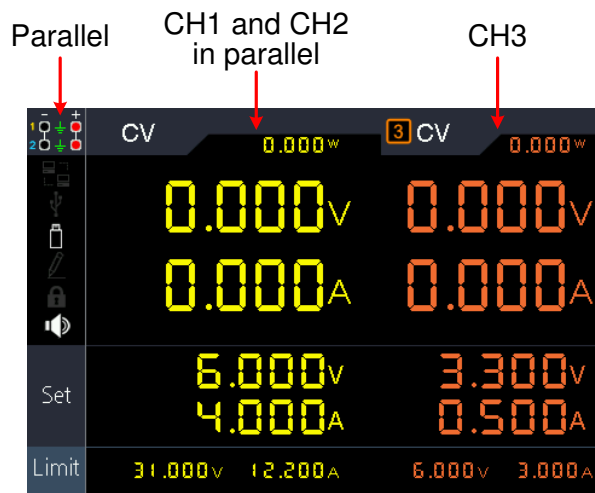 Parallel
CH1 and CH2
in parallel
CH3
- +
1
2
CV
0.000W
3 CV
0.000W
0.000V
0.000V
0.000A
0.000A
Set
6.000V
3.300V
4.000A
0.500A
Limit
31.000V 12.200A
6.000V 3.000A